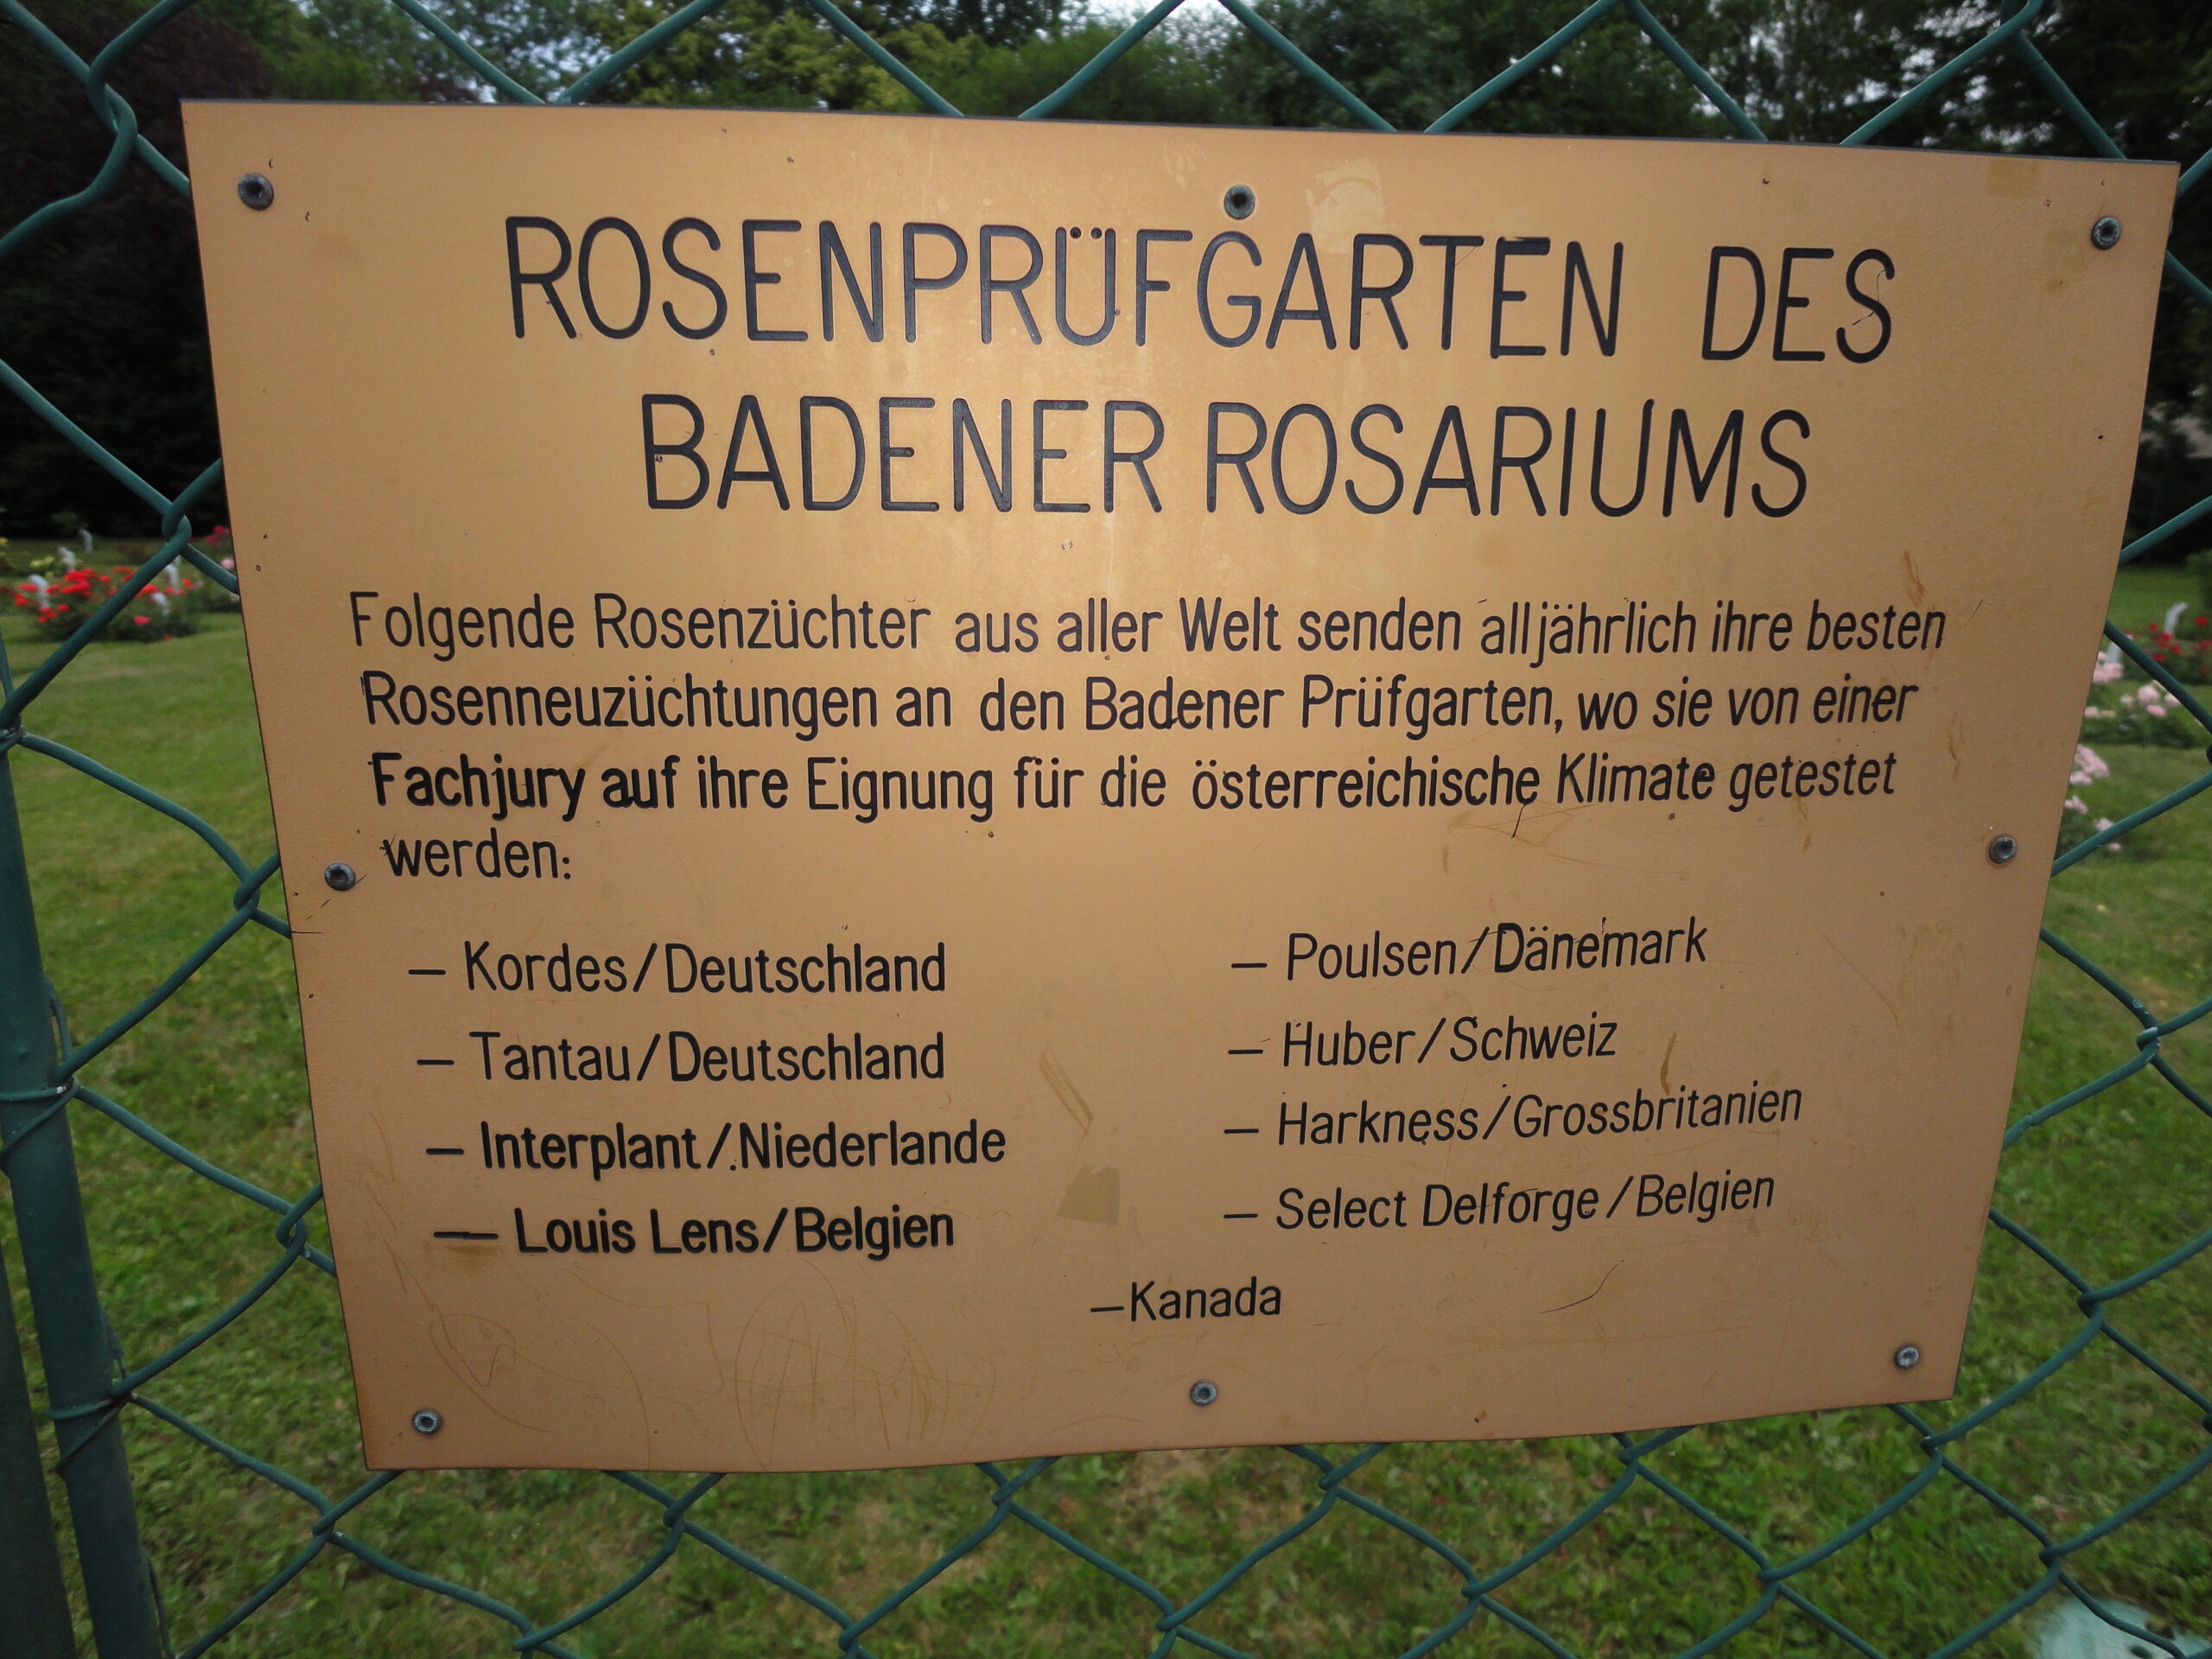 ROSENPRÜFGARTEN DES
BADENER ROSARIUMS
Folgende Rosenzüchter aus aller Welt senden alljährlich ihre besten
Rosenneuzüchtungen an den Badener Prüfgarten, wo sie von einer
Fachjury auf ihre Eignung für die österreichische Klimate getestet
werden:
– Kordes/Deutschland
– Tantau/Deutschland
– Interplant/Niederlande
— Louis Lens/Belgien
– Poulsen/Dänemark
– Huber/Schweiz
– Harkness/Grossbritanien
– Select Delforge/Belgien
–Kanada